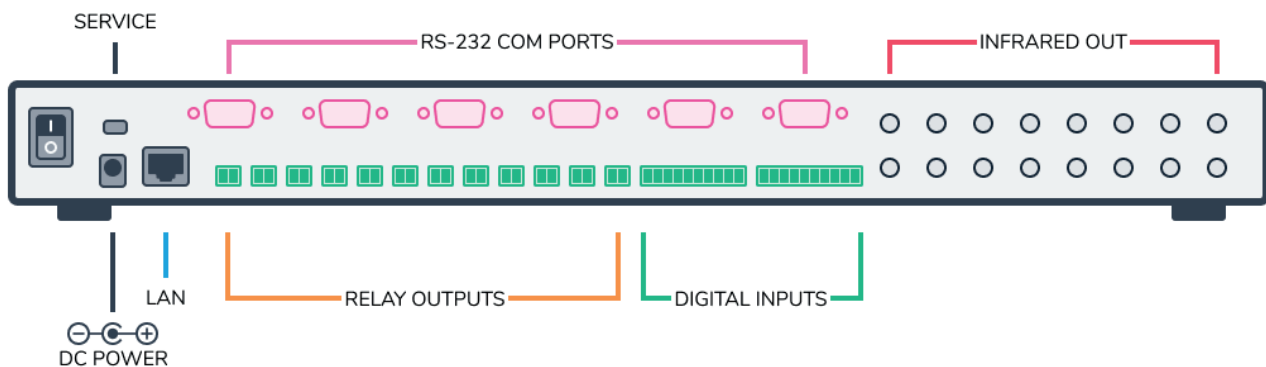 SERVICE
RS-232 COM PORTS
INFRARED OUT
LAN
RELAY OUTPUTS
DIGITAL INPUTS
DC POWER